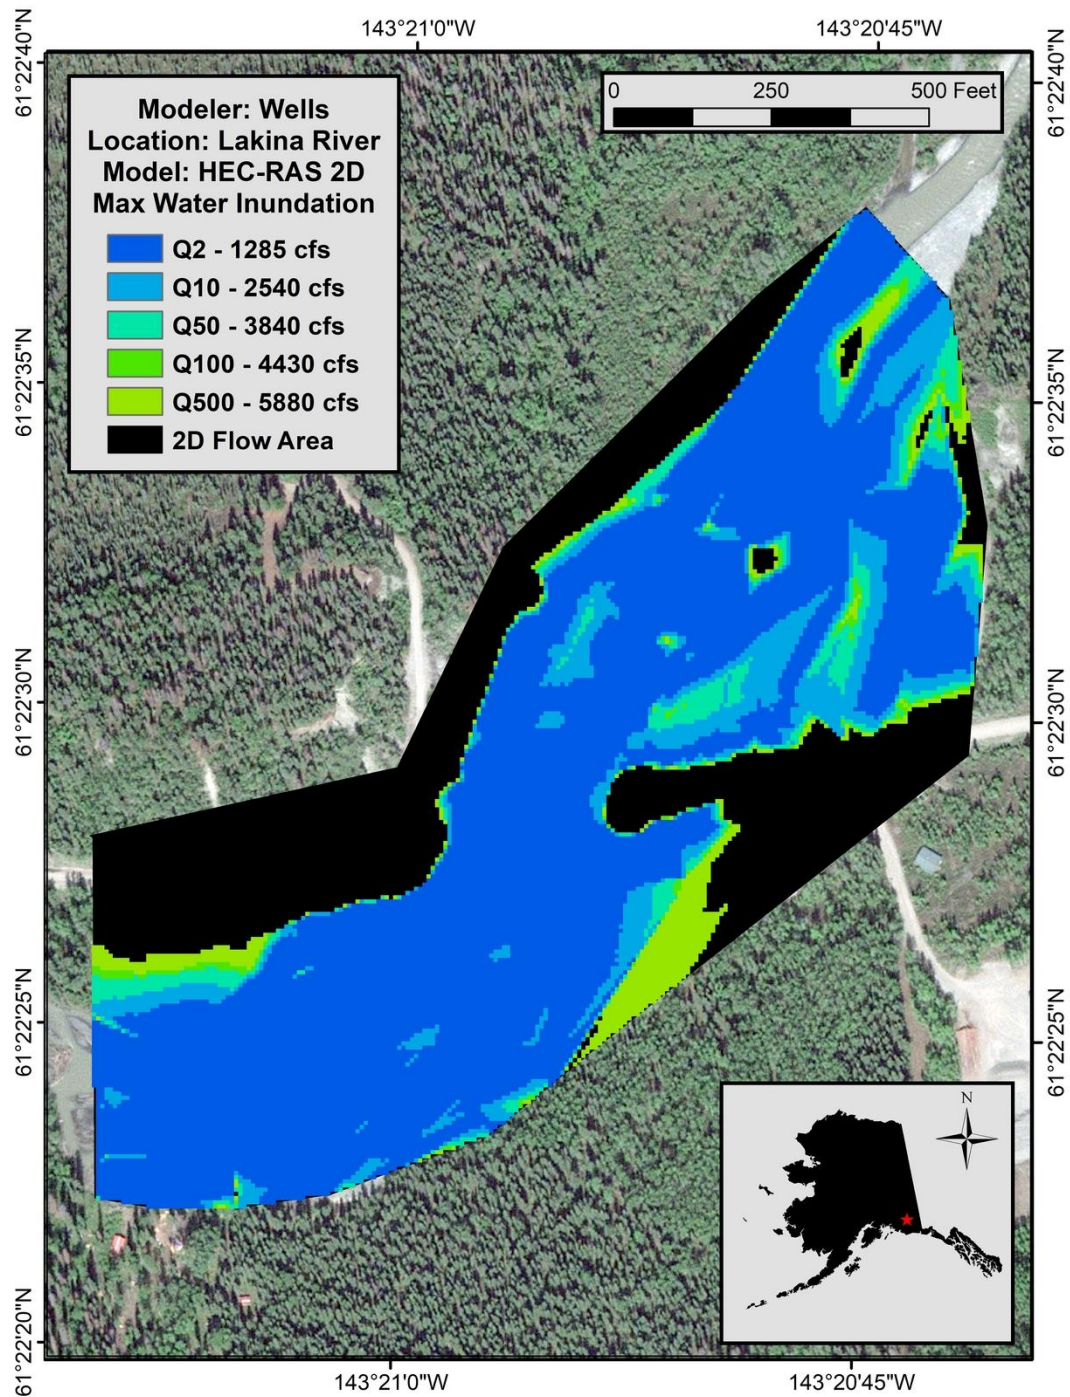 143°21'0"W
143°20'45"W
61°22'40"N
61°22'40"N
Modeler: Wells
Location: Lakina River
Model: HEC-RAS 2D
Max Water Inundation
Q2 - 1285 cfs
Q10 - 2540 cfs
Q50 - 3840 cfs
Q100 - 4430 cfs
Q500 - 5880 cfs
2D Flow Area
0 250 500 Feet
61°22'35"N
61°22'35"N
61°22'30"N
61°22'30"N
61°22'25"N
61°22'25"N
N
61°22'20"N
143°21'0"W
143°20'45"W